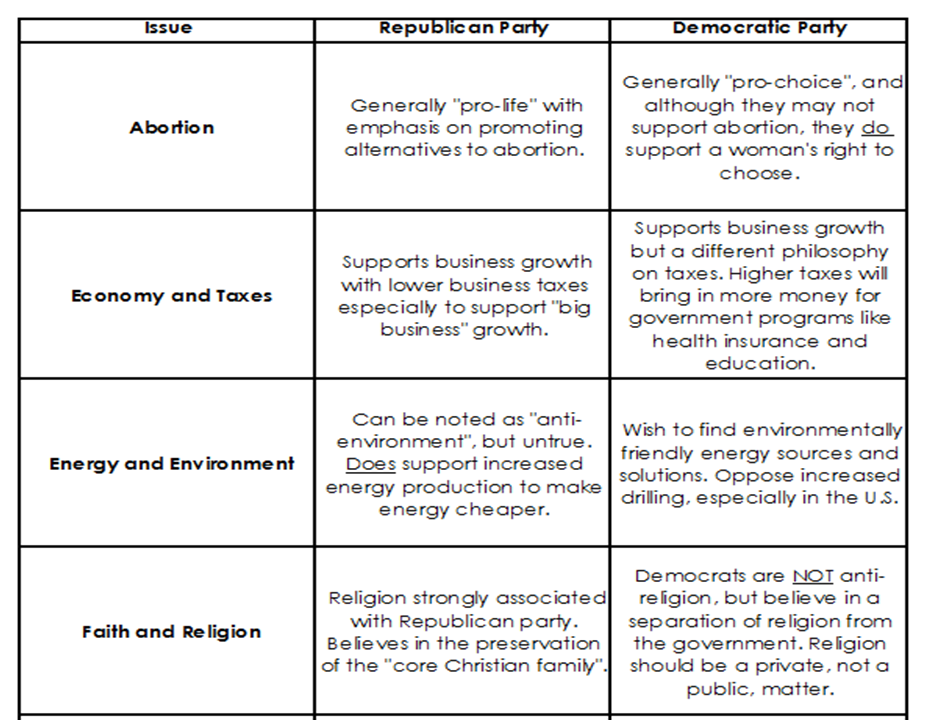 Issue Republican Party Democratic Party
Abortion
Generally "pro-life" with
emphasis on promoting
alternatives to abortion.
Generally "pro-choice", and
although they may not
support abortion, they do
support a woman's right to
choose.
Economy and Taxes
Supports business growth
with lower business taxes
especially to support "big
business" growth.
Supports business growth
but a different philosophy
on taxes. Higher taxes will
bring in more money for
government programs like
health insurance and
education.
Energy and Environment
Can be noted as "anti-
environment", but untrue.
Does support increased
energy production to make
energy cheaper.
Wish to find environmentally
friendly energy sources and
solutions. Oppose increased
drilling, especially in the U.S.
Faith and Religion
Religion strongly associated
with Republican party.
Believes in the preservation
of the "core Christian family".
Democrats are NOT anti-
religion, but believe in a
separation of religion from
the government. Religion
should be a private, not a
public, matter.